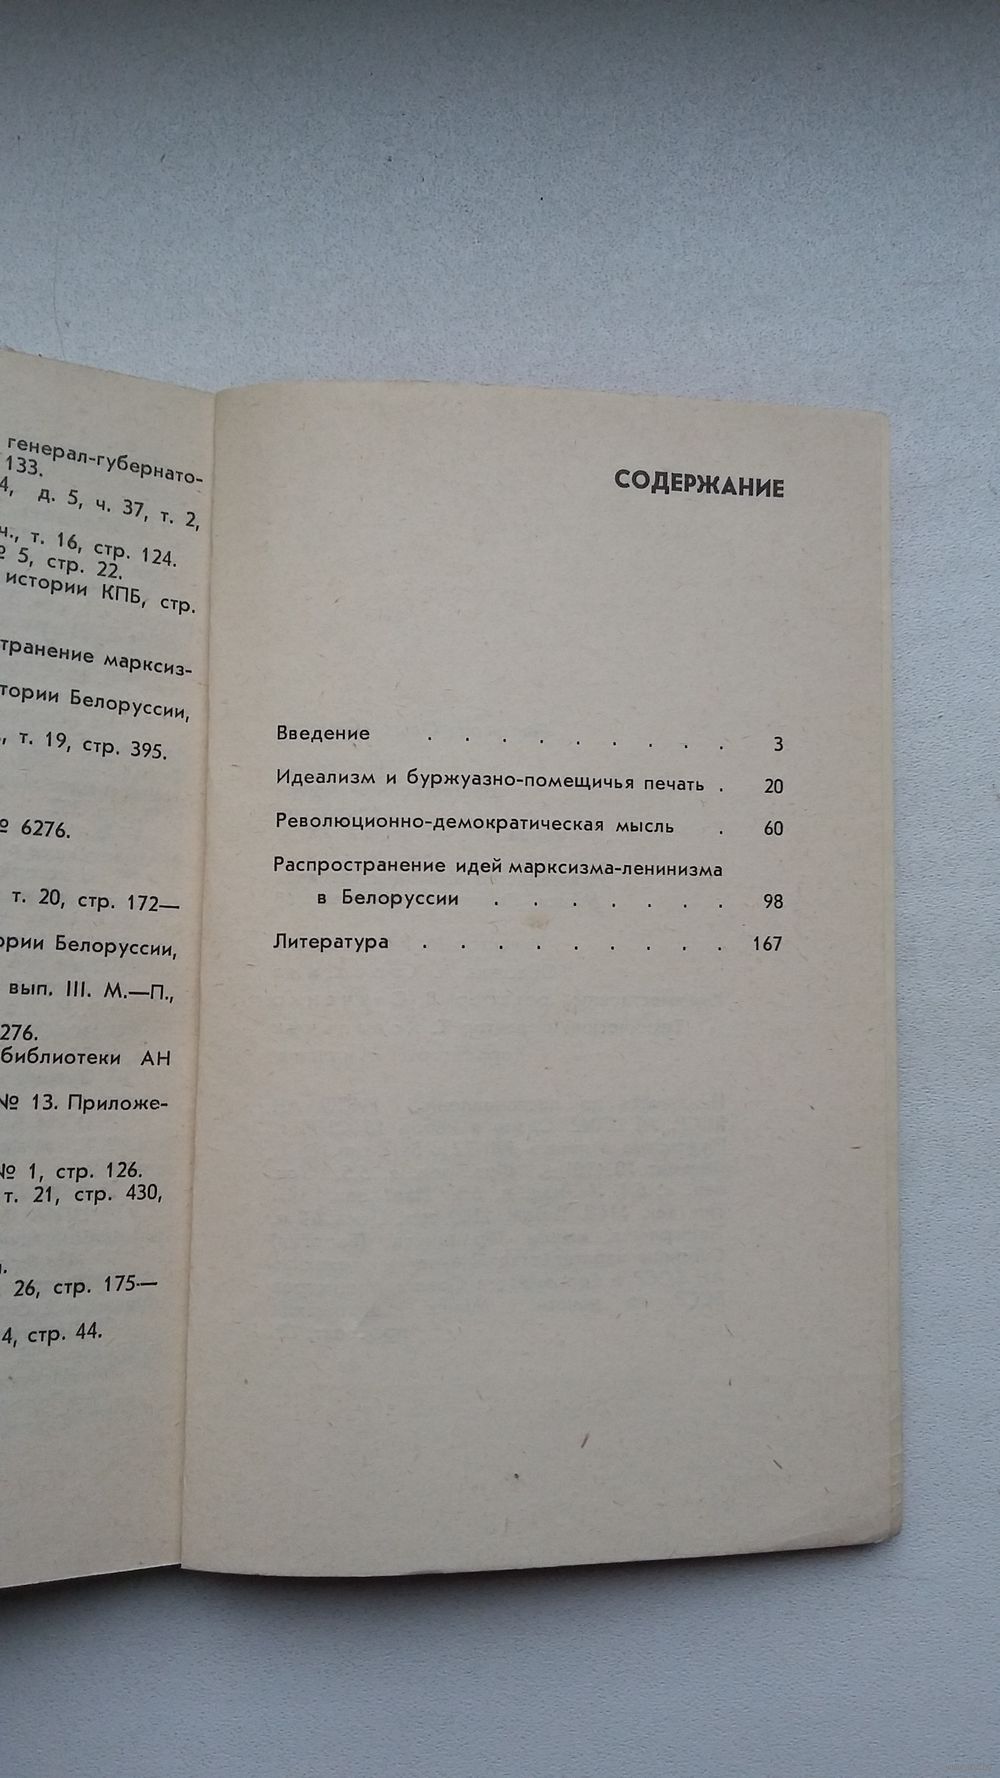 генерал-губернато-
133.
4, д. 5, ч. 37, т. 2,
ч., т. 16, стр. 124.
№ 5, стр. 22.
истории КПБ, стр.
транение марксиз-
тории Белоруссии,
, т. 19, стр. 395.
№ 6276.
т. 20, стр. 172—
ории Белоруссии,
вып. III. М.—П.,
276.
библиотеки АН
№ 13. Приложе-
№ 1, стр. 126.
т. 21, стр. 430,
26, стр. 175—
4, стр. 44.
СОДЕРЖАНИЕ
Введение . . . . . . . . . 3
Идеализм и буржуазно-помещичья печать . 20
Революционно-демократическая мысль . 60
Распространение идей марксизма-ленинизма
в Белоруссии . . . . . . . 98
Литература . . . . . . . . . 167